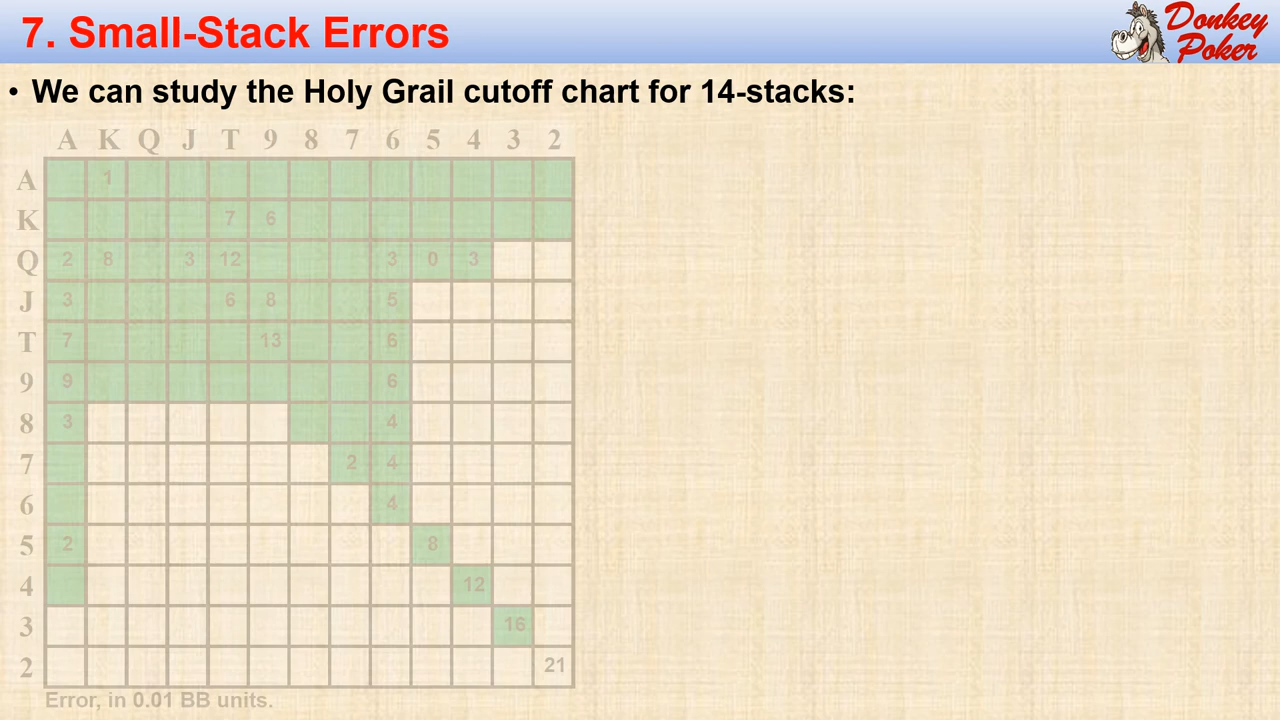 7. Small-Stack Errors
Donkey
Poker
• We can study the Holy Grail cutoff chart for 14-stacks:
A K Q J T 9 8 7 6 5 4 3 2
A 1
K 7 6
Q 2 8 3 12 3 0 3
J 3 6 8 5
T 7 13 6
9 9 6
8 3 4
7 2 4
6 4
5 2 8
4 12
3 16
2 21
Error, in 0.01 BB units.